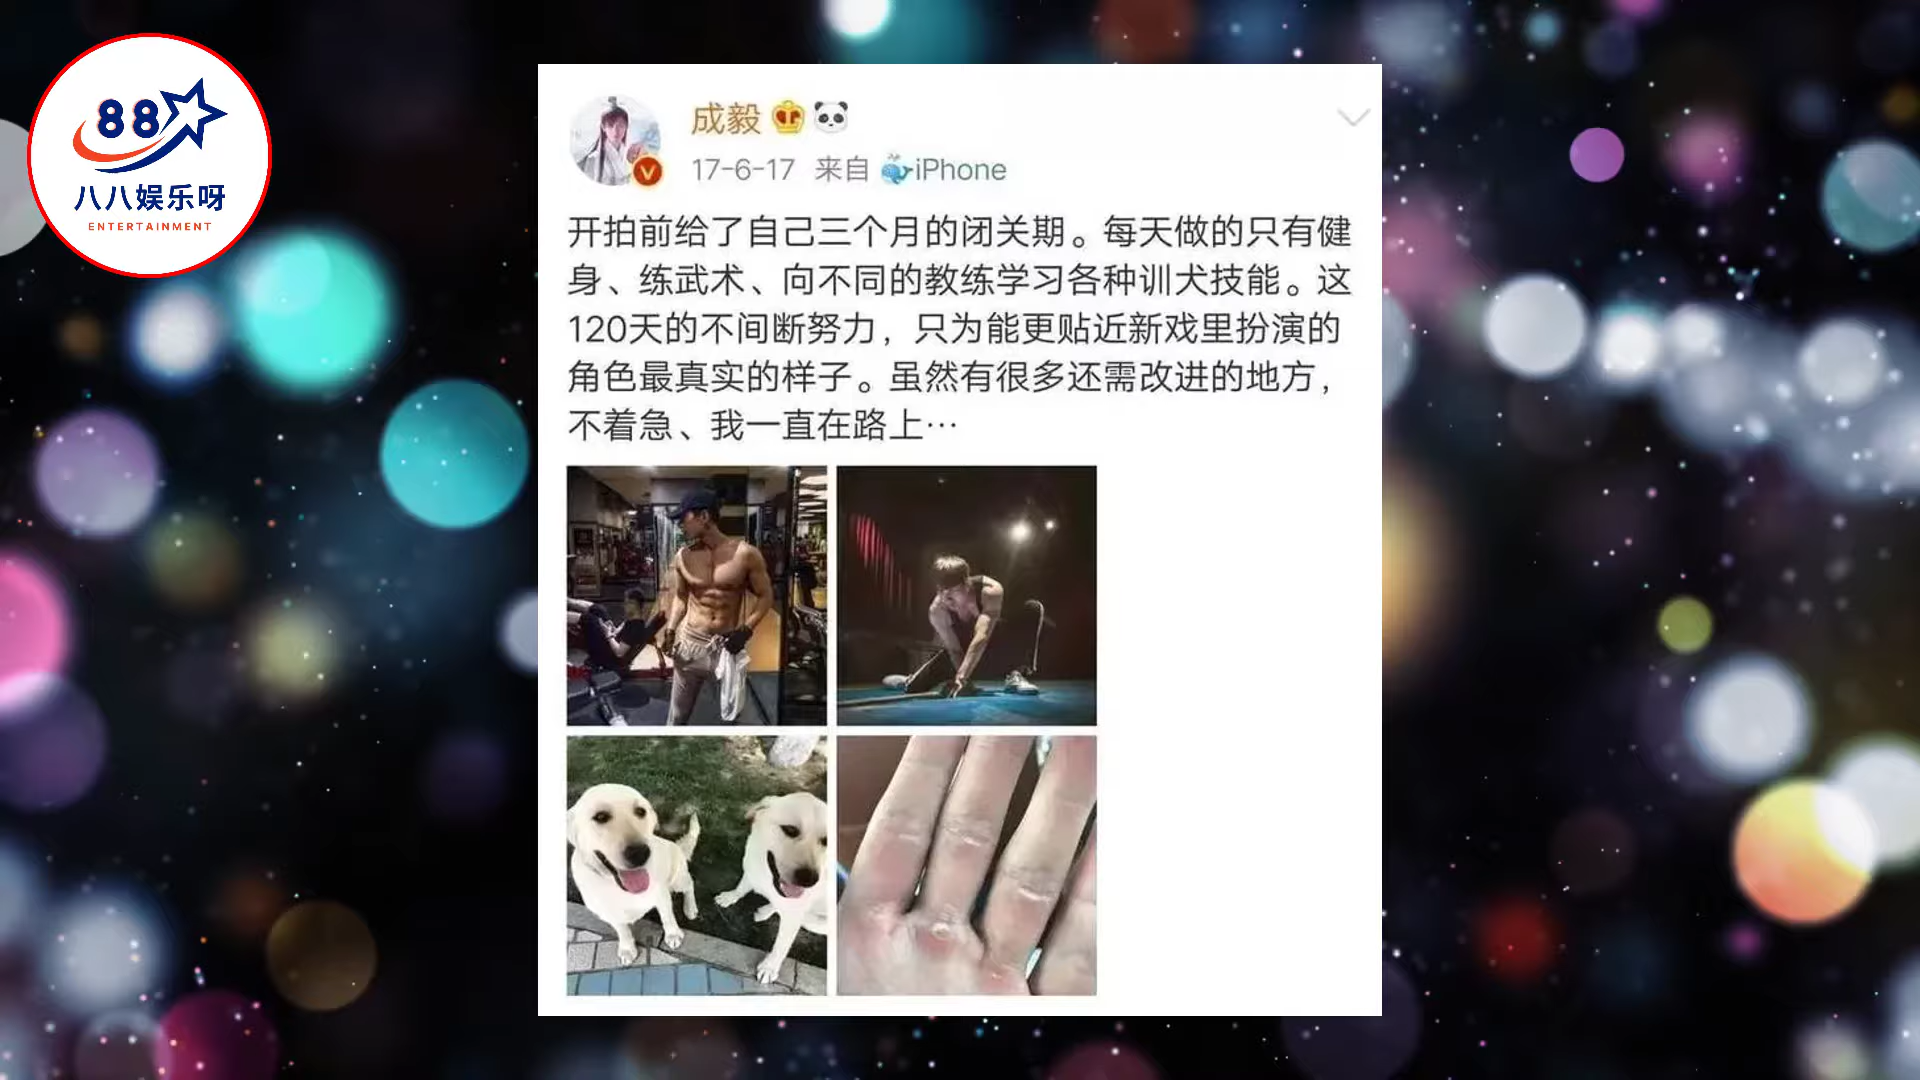 88
八八娱乐呀
ENTERTAINMENT
成毅
V
17-6-17 来自 iPhone
开拍前给了自己三个月的闭关期。每天做的只有健
身、练武术、向不同的教练学习各种训犬技能。这
120天的不间断努力，只为能更贴近新戏里扮演的
角色最真实的样子。虽然有很多还需改进的地方，
不着急、我一直在路上…